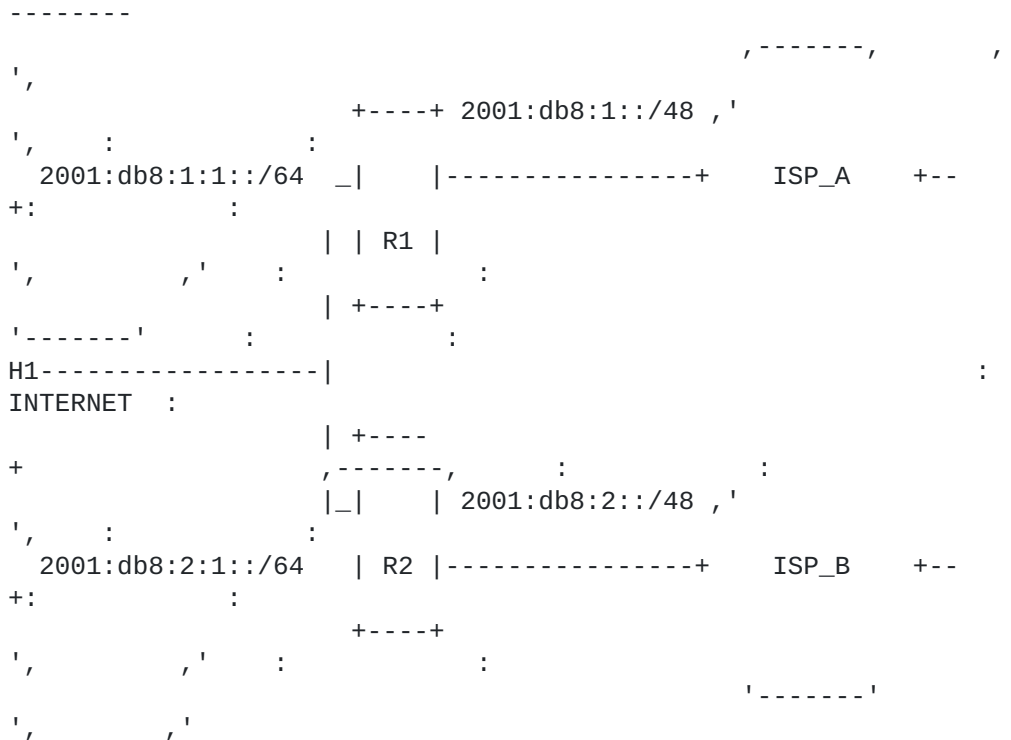 --------
                                                 ,-------,        ,
',
                       +----+ 2001:db8:1::/48 ,'
',     :             :
  2001:db8:1:1::/64  _|    |----------------+    ISP_A    +--
+:             :
                     | | R1 |
',          ,'     :             :
                     | +----+
'-------'       :             :
H1------------------|                                           :
INTERNET  :
                     | +----
+                    ,-------,       :             :
                     |_|    | 2001:db8:2::/48 ,'
',     :             :
  2001:db8:2:1::/64   | R2 |----------------+    ISP_B    +--
+:             :
                       +----+
',          ,'     :             :
                                                 '-------'
',         ,'